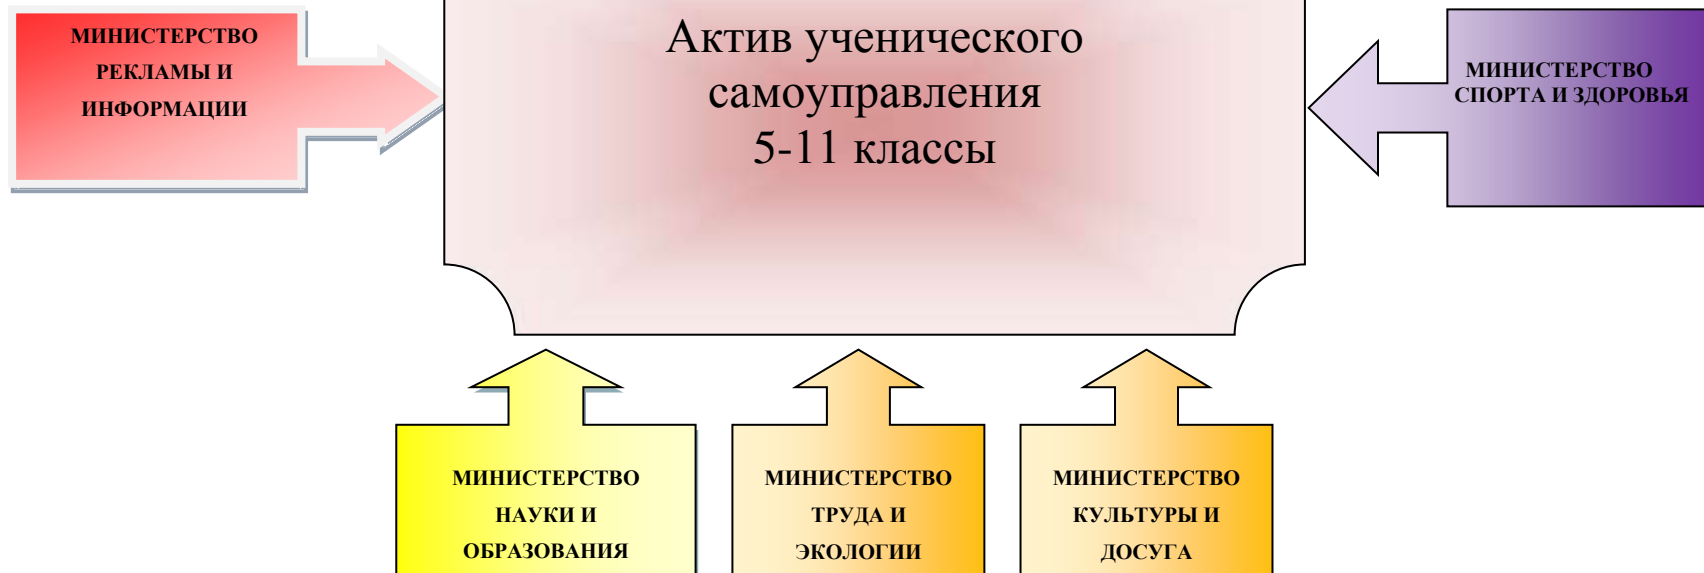 МИНИСТЕРСТВО
РЕКЛАМЫ И
ИНФОРМАЦИИ
Актив ученического
самоуправления
5-11 классы
МИНИСТЕРСТВО
СПОРТА И ЗДОРОВЬЯ
МИНИСТЕРСТВО
НАУКИ И
ОБРАЗОВАНИЯ
МИНИСТЕРСТВО
ТРУДА И
ЭКОЛОГИИ
МИНИСТЕРСТВО
КУЛЬТУРЫ И
ДОСУГА